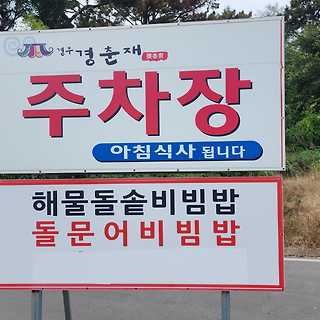 경주 경춘재
주차장
아침식사 됩니다
해물돌솥비빔밥
돌문어비빔밥